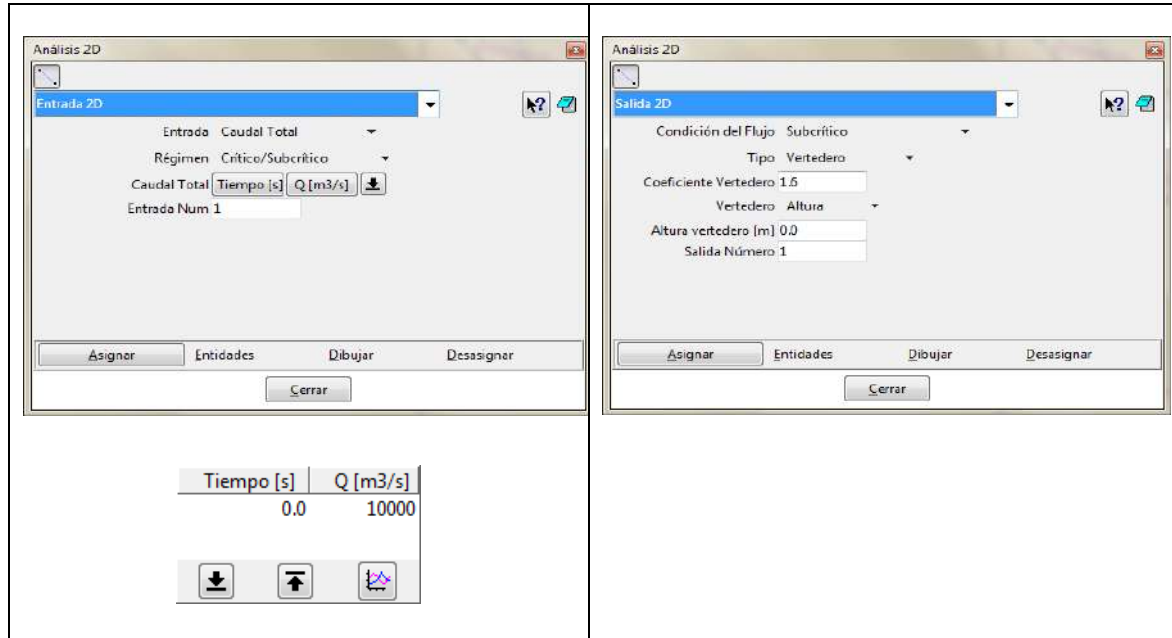 Análisis 2D
Entrada 2D
Entrada Caudal Total
Régimen Crítico/Subcrítico
Caudal Total Tiempo [s] Q [m3/s]
Entrada Num 1
Asignar Entidades Dibujar Desasignar
Cerrar
Tiempo [s] Q [m3/s]
0.0 10000
Análisis 2D
Salida 2D
Condición del Flujo Subcrítico
Tipo Vertedero
Coeficiente Vertedero 1.6
Vertedero Altura
Altura vertedero [m] 0.0
Salida Número 1
Asignar Entidades Dibujar Desasignar
Cerrar